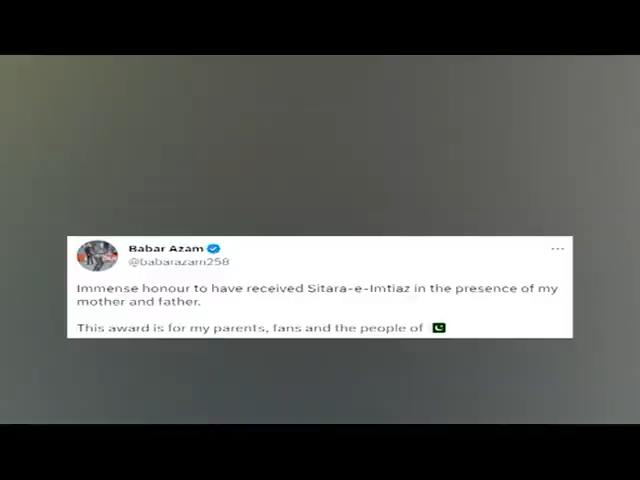 Babar Azam
@babarazam258
Immense honour to have received Sitara-e-Imtiaz in the presence of my
mother and father.
This award is for my parents, fans and the people of 🇵🇰